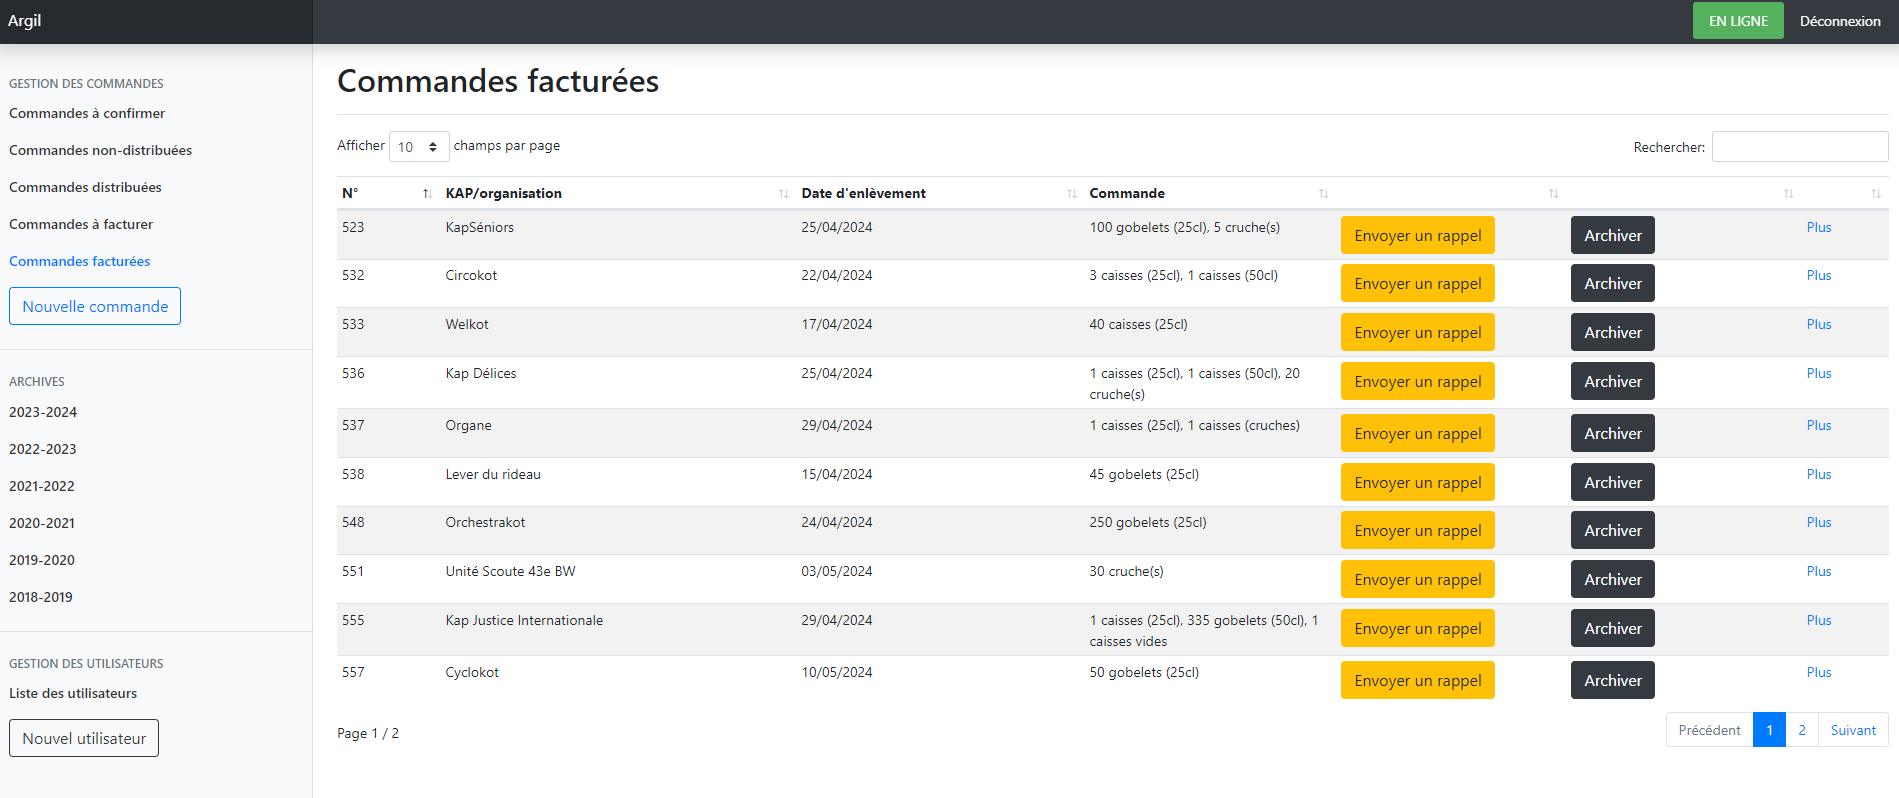 Argil
EN LIGNE
Déconnexion
GESTION DES COMMANDES
Commandes à confirmer
Commandes non-distribuées
Commandes distribuées
Commandes à facturer
Commandes facturées
Nouvelle commande
ARCHIVES
2023-2024
2022-2023
2021-2022
2020-2021
2019-2020
2018-2019
GESTION DES UTILISATEURS
Liste des utilisateurs
Nouvel utilisateur
Commandes facturées
Afficher 10 champs par page
Rechercher:
N° KAP/organisation Date d'enlèvement Commande
523 KapSéniors 25/04/2024 100 gobelets (25cl), 5 cruche(s) Envoyer un rappel Archiver Plus
532 Circokot 22/04/2024 3 caisses (25cl), 1 caisses (50cl) Envoyer un rappel Archiver Plus
533 Welkot 17/04/2024 40 caisses (25cl) Envoyer un rappel Archiver Plus
536 Kap Délices 25/04/2024 1 caisses (25cl), 1 caisses (50cl), 20 Envoyer un rappel Archiver Plus
cruche(s)
537 Organe 29/04/2024 1 caisses (25cl), 1 caisses (cruches) Envoyer un rappel Archiver Plus
538 Lever du rideau 15/04/2024 45 gobelets (25cl) Envoyer un rappel Archiver Plus
548 Orchestrakot 24/04/2024 250 gobelets (25cl) Envoyer un rappel Archiver Plus
551 Unité Scoute 43e BW 03/05/2024 30 cruche(s) Envoyer un rappel Archiver Plus
555 Kap Justice Internationale 29/04/2024 1 caisses (25cl), 335 gobelets (50cl), 1 Envoyer un rappel Archiver Plus
caisses vides
557 Cyclokot 10/05/2024 50 gobelets (25cl) Envoyer un rappel Archiver Plus
Page 1 / 2
Précédent 1 2 Suivant